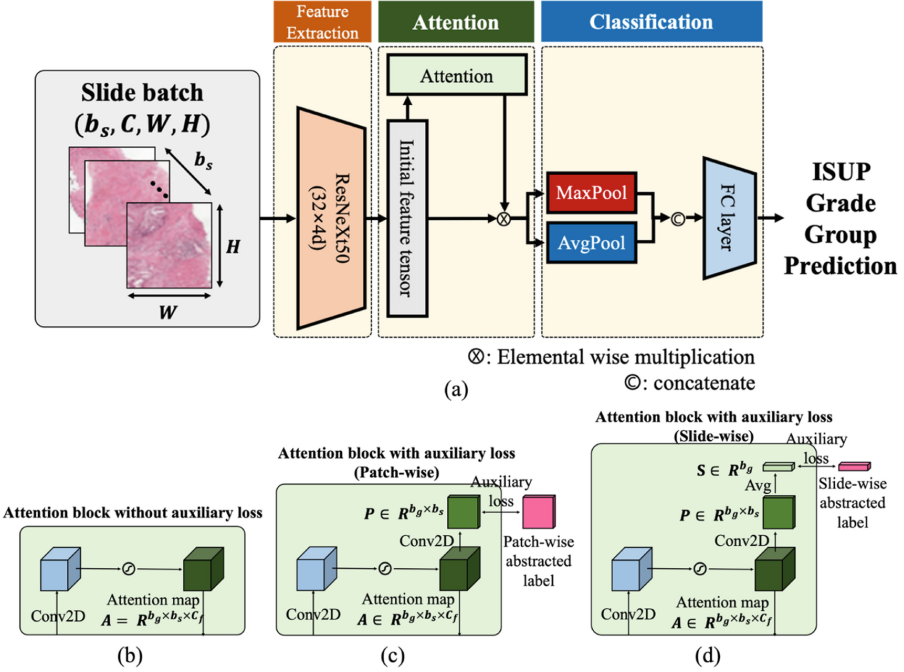 Feature
Extraction
Attention
Classification
Slide batch
(b_s, C, W, H)
b_s
H
W
ResNeXt50
(32×4d)
Attention
Initial feature tensor
⊗
MaxPool
AvgPool
©
FC layer
ISUP
Grade
Group
Prediction
⊗: Elemental wise multiplication
©: concatenate
(a)
Attention block without auxiliary loss
Conv2D
Attention map
A = R^{b_g×b_s×C_f}
(b)
Attention block with auxiliary loss
(Patch-wise)
Auxiliary
loss
P ∈ R^{b_g×b_s}
Patch-wise
abstracted
label
Conv2D
Conv2D
Attention map
A ∈ R^{b_g×b_s×C_f}
(c)
Attention block with auxiliary loss
(Slide-wise)
Auxiliary
loss
S ∈ R^{b_g}
Avg
Slide-wise
abstracted
label
P ∈ R^{b_g×b_s}
Conv2D
Conv2D
Attention map
A ∈ R^{b_g×b_s×C_f}
(d)